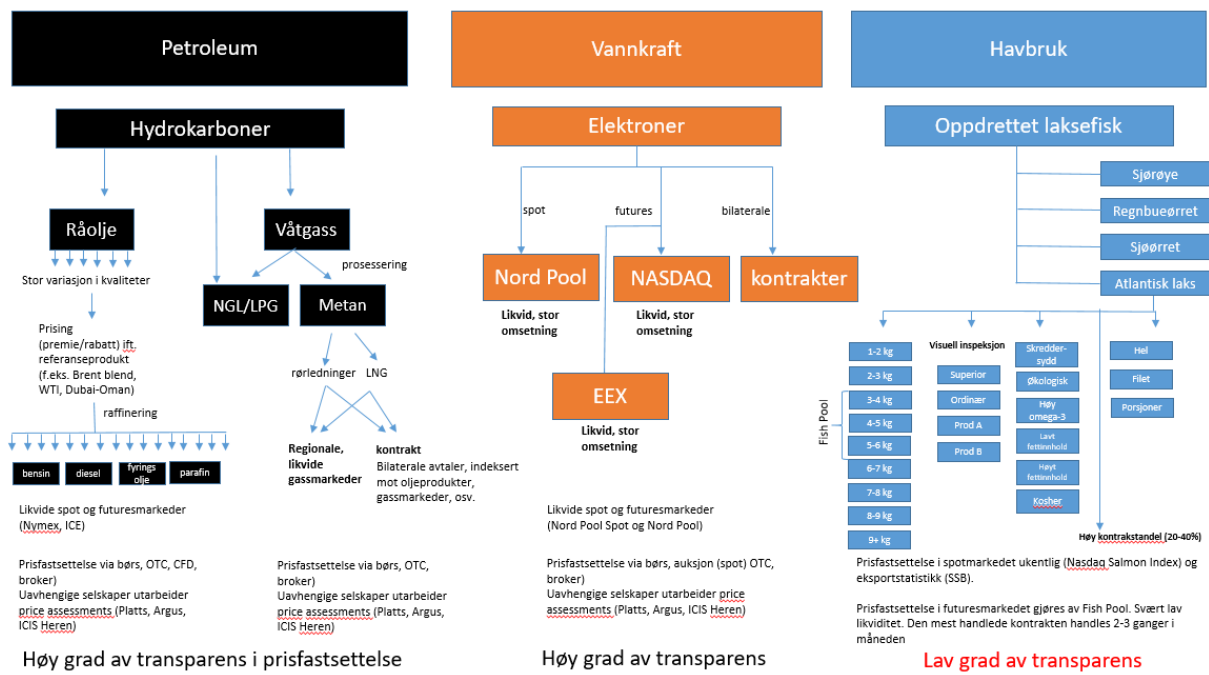 Petroleum
Hydrokarboner
Råolje
Våtgass
Stor variasjon i kvaliteter
prosessering
NGL/LPG
Metan
Prising
(premie/rabatt) ift.
referanseprodukt
(f.eks. Brent blend,
WTI, Dubai-Oman)
rørledninger
LNG
raffinering
bensin
diesel
fyrings
olje
parafin
Regionale,
likvide
gassmarkeder
kontrakt
Bilaterale avtaler, indeksert
mot oljeprodukter,
gassmarkeder, osv.
Likvide spot og futuresmarkeder
(Nymex, ICE)
Prisfastsettelse via børs, OTC, CFD,
broker)
Uavhengige selskaper utarbeider
price assessments (Platts, Argus,
ICIS Heren)
Prisfastsettelse via børs, OTC,
broker)
Uavhengige selskaper utarbeider
price assessments (Platts, Argus,
ICIS Heren)
Høy grad av transparens i prisfastsettelse
Vannkraft
Elektroner
spot
futures
bilaterale
Nord Pool
NASDAQ
kontrakter
Likvid, stor
omsetning
Likvid, stor
omsetning
EEX
Likvid, stor
omsetning
Likvide spot og futuresmarkeder
(Nord Pool Spot og Nord Pool)
Prisfastsettelse via børs, auksjon (spot) OTC,
broker)
Uavhengige selskaper utarbeider price
assessments (Platts, Argus, ICIS Heren)
Høy grad av transparens
Havbruk
Oppdrettet laksefisk
Sjørøye
Regnbueørret
Sjøørret
Atlantisk laks
Fish Pool
1-2 kg
2-3 kg
3-4 kg
4-5 kg
5-6 kg
6-7 kg
7-8 kg
8-9 kg
9+ kg
Visuell inspeksjon
Superior
Ordinær
Prod A
Prod B
Skredder-
sydd
Økologisk
Høy
omega-3
Lavt
fettinnhold
Høyt
fettinnhold
Kosher
Hel
Filet
Porsjoner
Høy kontrakstandel (20-40%)
Prisfastsettelse i spotmarkedet ukentlig (Nasdaq Salmon Index) og
eksportstatistikk (SSB).
Prisfastsettelse i futuresmarkedet gjøres av Fish Pool. Svært lav
likviditet. Den mest handlede kontrakten handles 2-3 ganger i
måneden
Lav grad av transparens